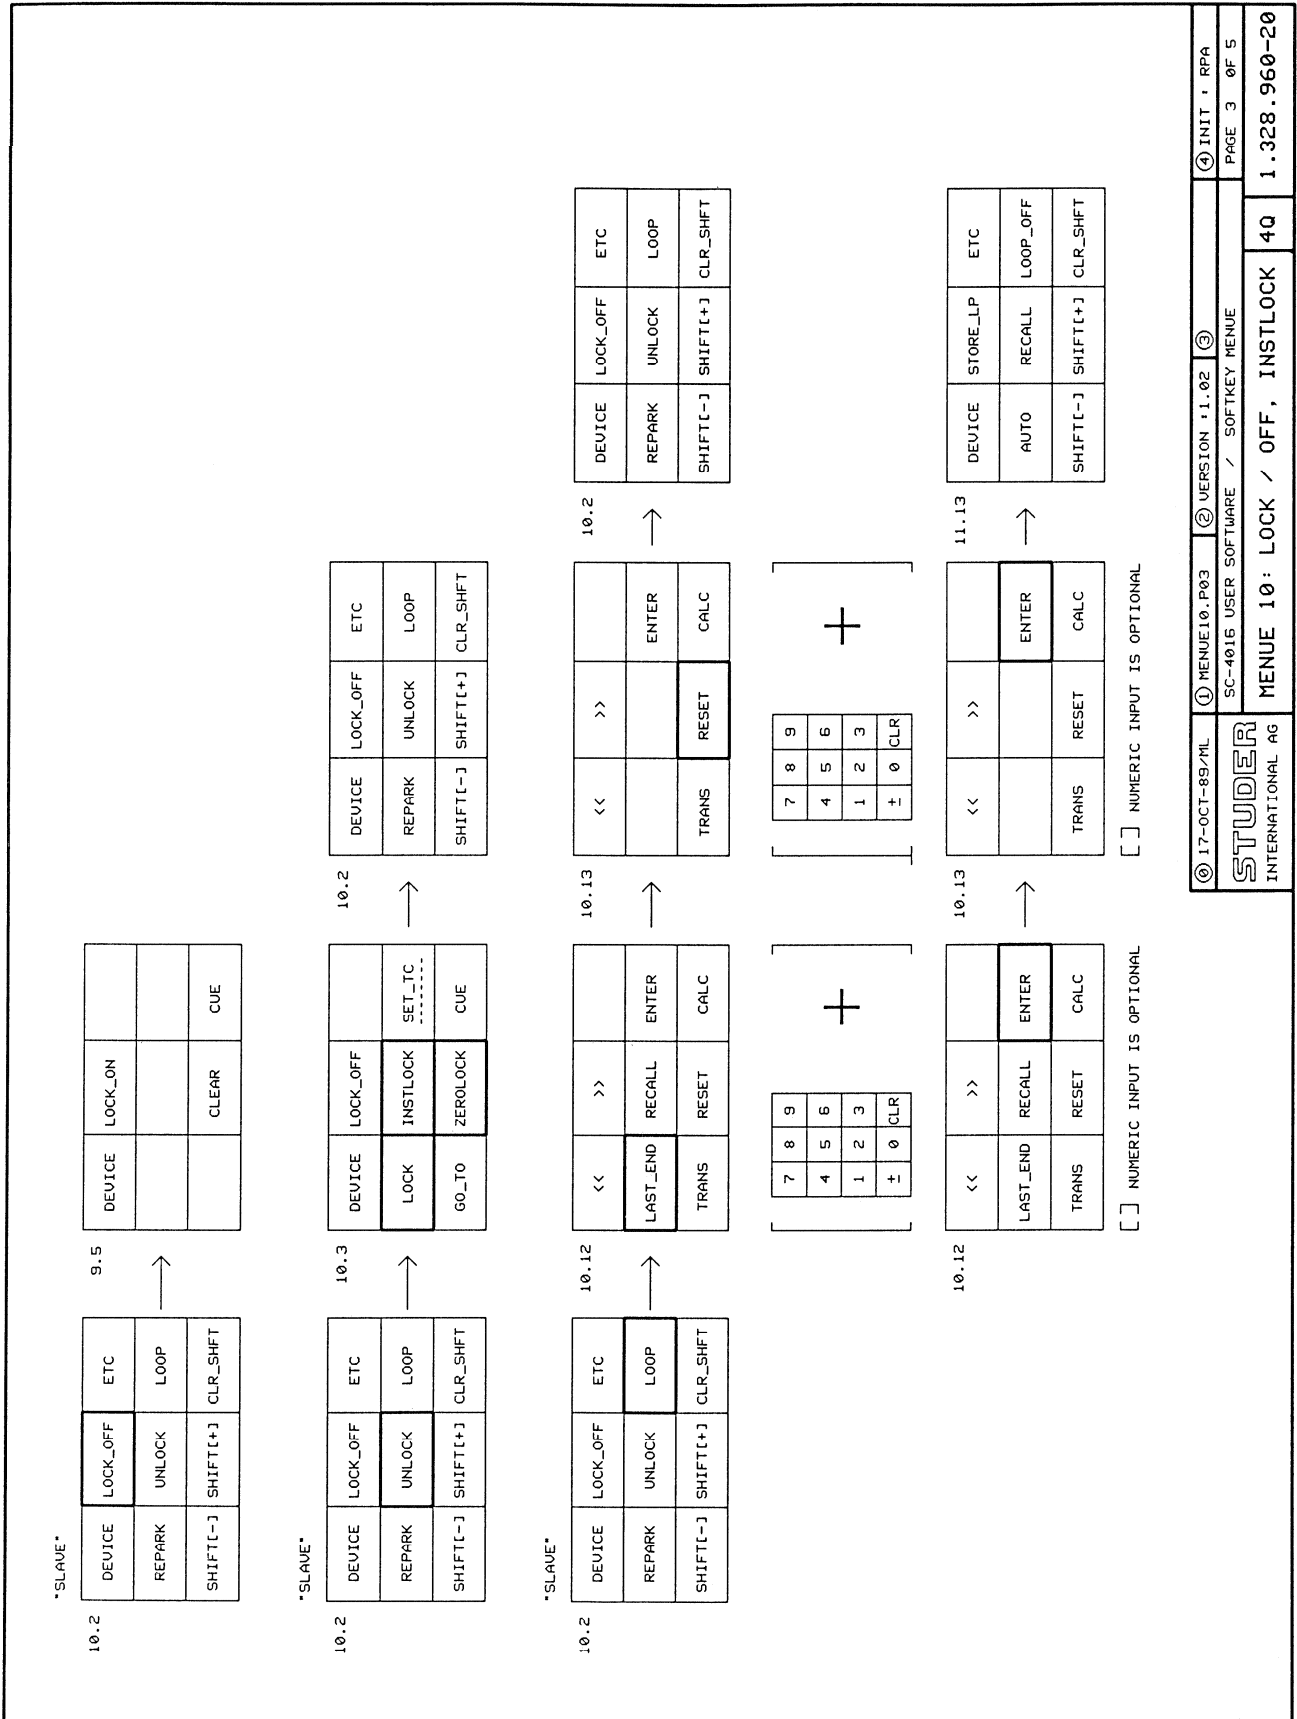 "SLAVE"
10.2
DEVICE LOCK_OFF ETC
REPARK UNLOCK LOOP
SHIFT[-] SHIFT[+] CLR_SHFT
9.5
DEVICE LOCK_ON
CLEAR CUE
"SLAVE"
10.2
DEVICE LOCK_OFF ETC
REPARK UNLOCK LOOP
SHIFT[-] SHIFT[+] CLR_SHFT
10.3
DEVICE LOCK_OFF
LOCK INSTLOCK SET_TC
GO_TO ZEROLOCK CUE
10.2
DEVICE LOCK_OFF ETC
REPARK UNLOCK LOOP
SHIFT[-] SHIFT[+] CLR_SHFT
"SLAVE"
10.2
DEVICE LOCK_OFF ETC
REPARK UNLOCK LOOP
SHIFT[-] SHIFT[+] CLR_SHFT
10.12
<< >>
LAST_END RECALL ENTER
TRANS RESET CALC
10.13
<< >>
ENTER
TRANS RESET CALC
10.2
DEVICE LOCK_OFF ETC
REPARK UNLOCK LOOP
SHIFT[-] SHIFT[+] CLR_SHFT
7 8 9
4 5 6
1 2 3
± 0 CLR
+
7 8 9
4 5 6
1 2 3
± 0 CLR
+
10.12
<< >>
LAST_END RECALL ENTER
TRANS RESET CALC
10.13
<< >>
ENTER
TRANS RESET CALC
11.13
DEVICE STORE_LP ETC
AUTO RECALL LOOP_OFF
SHIFT[-] SHIFT[+] CLR_SHFT
[] NUMERIC INPUT IS OPTIONAL
[] NUMERIC INPUT IS OPTIONAL
⓪ 17-OCT-89/ML ① MENUE10.P03 ② VERSION :1.02 ③ ④ INIT : RPA
STUDER
INTERNATIONAL AG
SC-4016 USER SOFTWARE / SOFTKEY MENUE
PAGE 3 OF 5
MENUE 10: LOCK / OFF, INSTLOCK 4Q 1.328.960-20